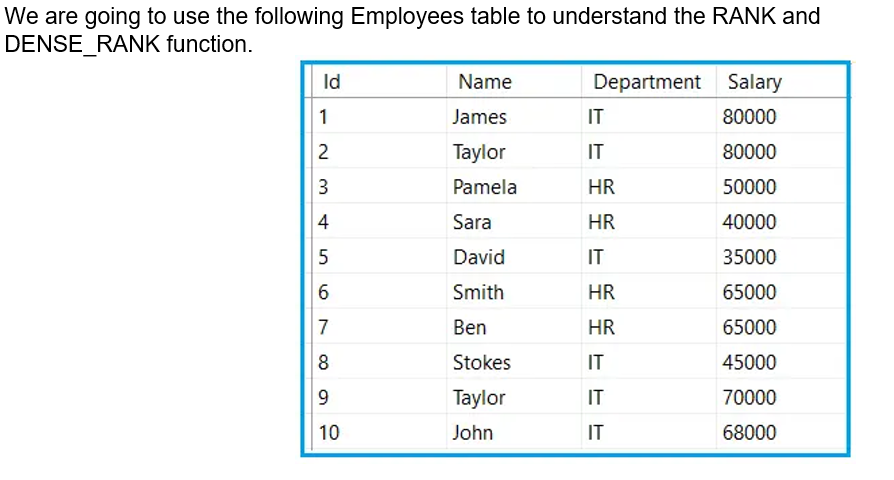 We are going to use the following Employees table to understand the RANK and
DENSE_RANK function.
Id Name Department Salary
1 James IT 80000
2 Taylor IT 80000
3 Pamela HR 50000
4 Sara HR 40000
5 David IT 35000
6 Smith HR 65000
7 Ben HR 65000
8 Stokes IT 45000
9 Taylor IT 70000
10 John IT 68000